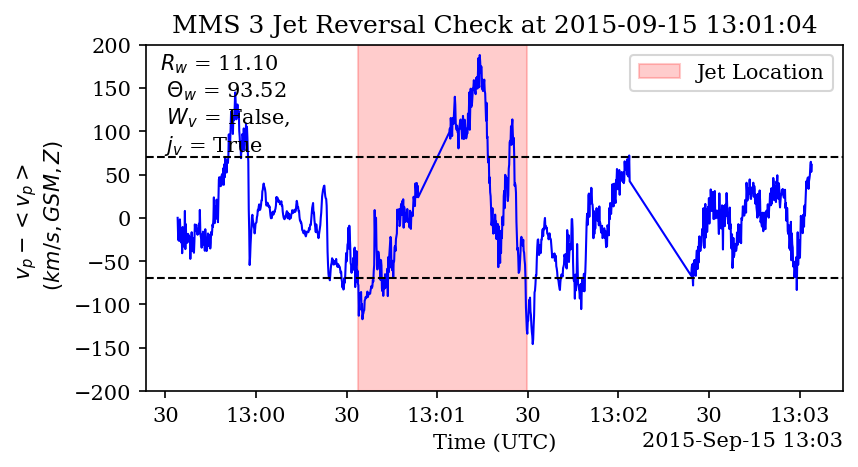 MMS 3 Jet Reversal Check at 2015-09-15 13:01:04
R_w = 11.10
Θ_w = 93.52
W_v = False,
j_v = True
Jet Location
v_p − < v_p >
(km/s, GSM, Z)
200
150
100
50
0
−50
−100
−150
−200
30 13:00 30 13:01 30 13:02 30 13:03
Time (UTC)
2015-Sep-15 13:03